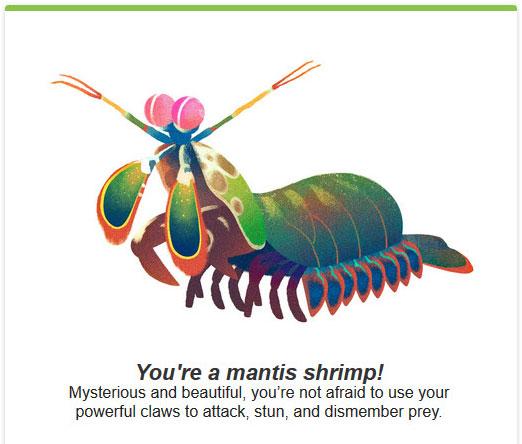 You're a mantis shrimp!
Mysterious and beautiful, you’re not afraid to use your
powerful claws to attack, stun, and dismember prey.